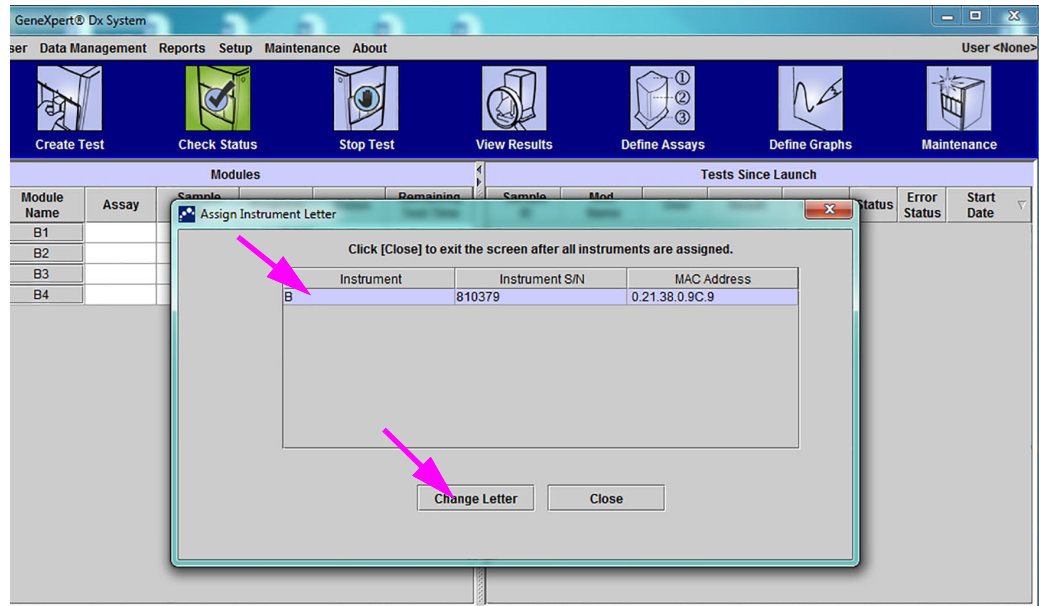 GeneXpert® Dx System
ser Data Management Reports Setup Maintenance About User <None>
Create Test Check Status Stop Test View Results Define Assays Define Graphs Maintenance
Modules Tests Since Launch
Module Name Assay Sample Remaining Sample ID Mod Name Status Error Status Start Date
B1
B2
B3
B4
Assign Instrument Letter
Click [Close] to exit the screen after all instruments are assigned.
Instrument Instrument S/N MAC Address
B 810379 0.21.38.0.9C.9
Change Letter Close